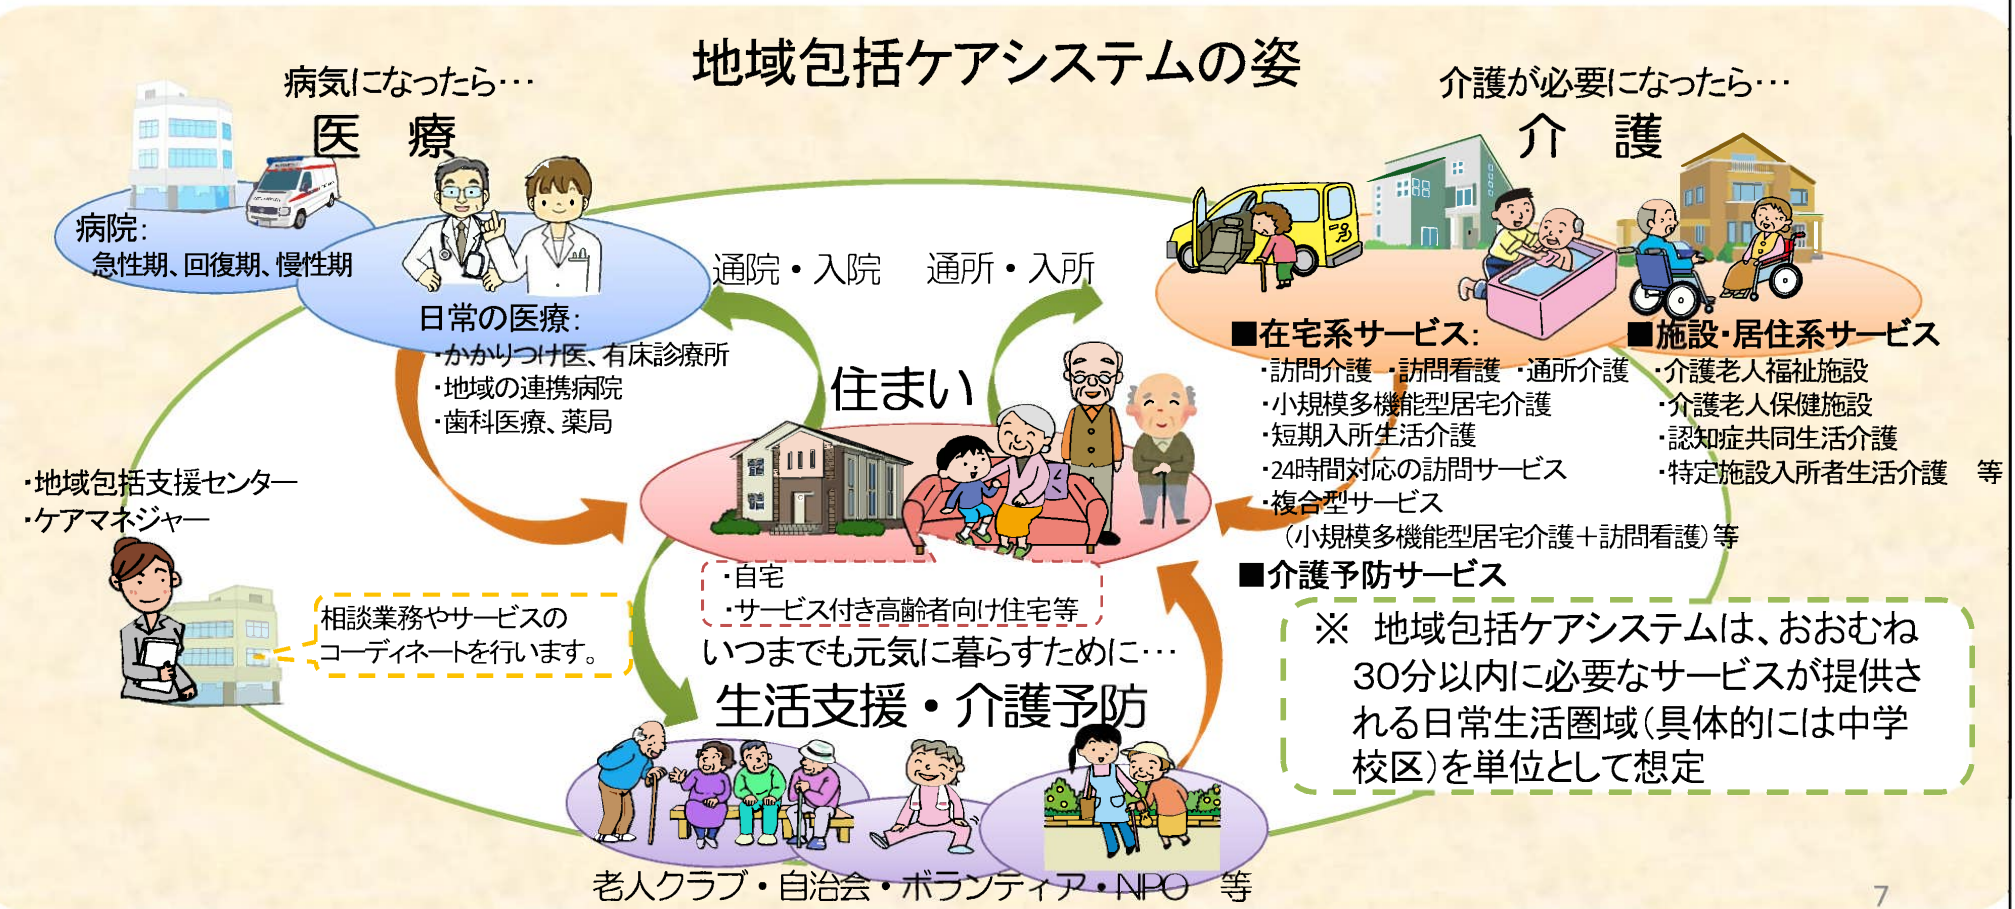 地域包括ケアシステムの姿
病気になったら…
医　療
病院:
急性期、回復期、慢性期
日常の医療:
・かかりつけ医、有床診療所
・地域の連携病院
・歯科医療、薬局
通院・入院
通所・入所
介護が必要になったら…
介　護
■在宅系サービス:
・訪問介護　・訪問看護　・通所介護
・小規模多機能型居宅介護
・短期入所生活介護
・24時間対応の訪問サービス
・複合型サービス
（小規模多機能型居宅介護＋訪問看護）等
■介護予防サービス
■施設・居住系サービス
・介護老人福祉施設
・介護老人保健施設
・認知症共同生活介護
・特定施設入所者生活介護　等
住まい
・自宅
・サービス付き高齢者向け住宅等
・地域包括支援センター
・ケアマネジャー
相談業務やサービスの
コーディネートを行います。
いつまでも元気に暮らすために…
生活支援・介護予防
老人クラブ・自治会・ボランティア・NPO　等
※　地域包括ケアシステムは、おおむね
30分以内に必要なサービスが提供さ
れる日常生活圏域（具体的には中学
校区）を単位として想定
7